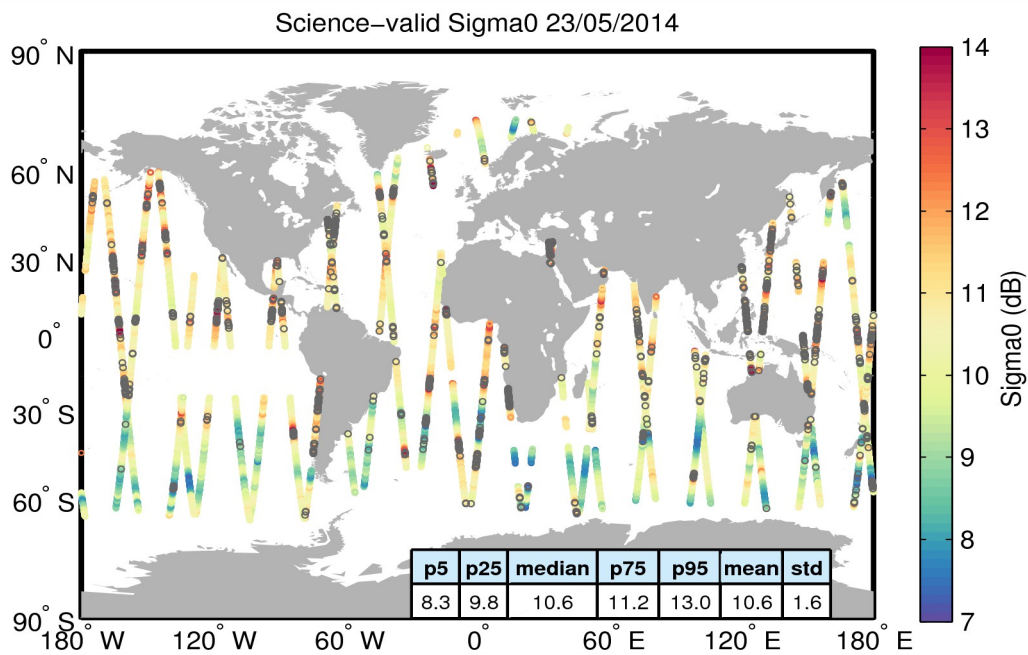 Science−valid Sigma0 23/05/2014
90° N
60° N
30° N
0°
30° S
60° S
90° S
180° W 120° W 60° W 0° 60° E 120° E 180° E
p5 p25 median p75 p95 mean std
8.3 9.8 10.6 11.2 13.0 10.6 1.6
14
13
12
11
10
9
8
7
Sigma0 (dB)